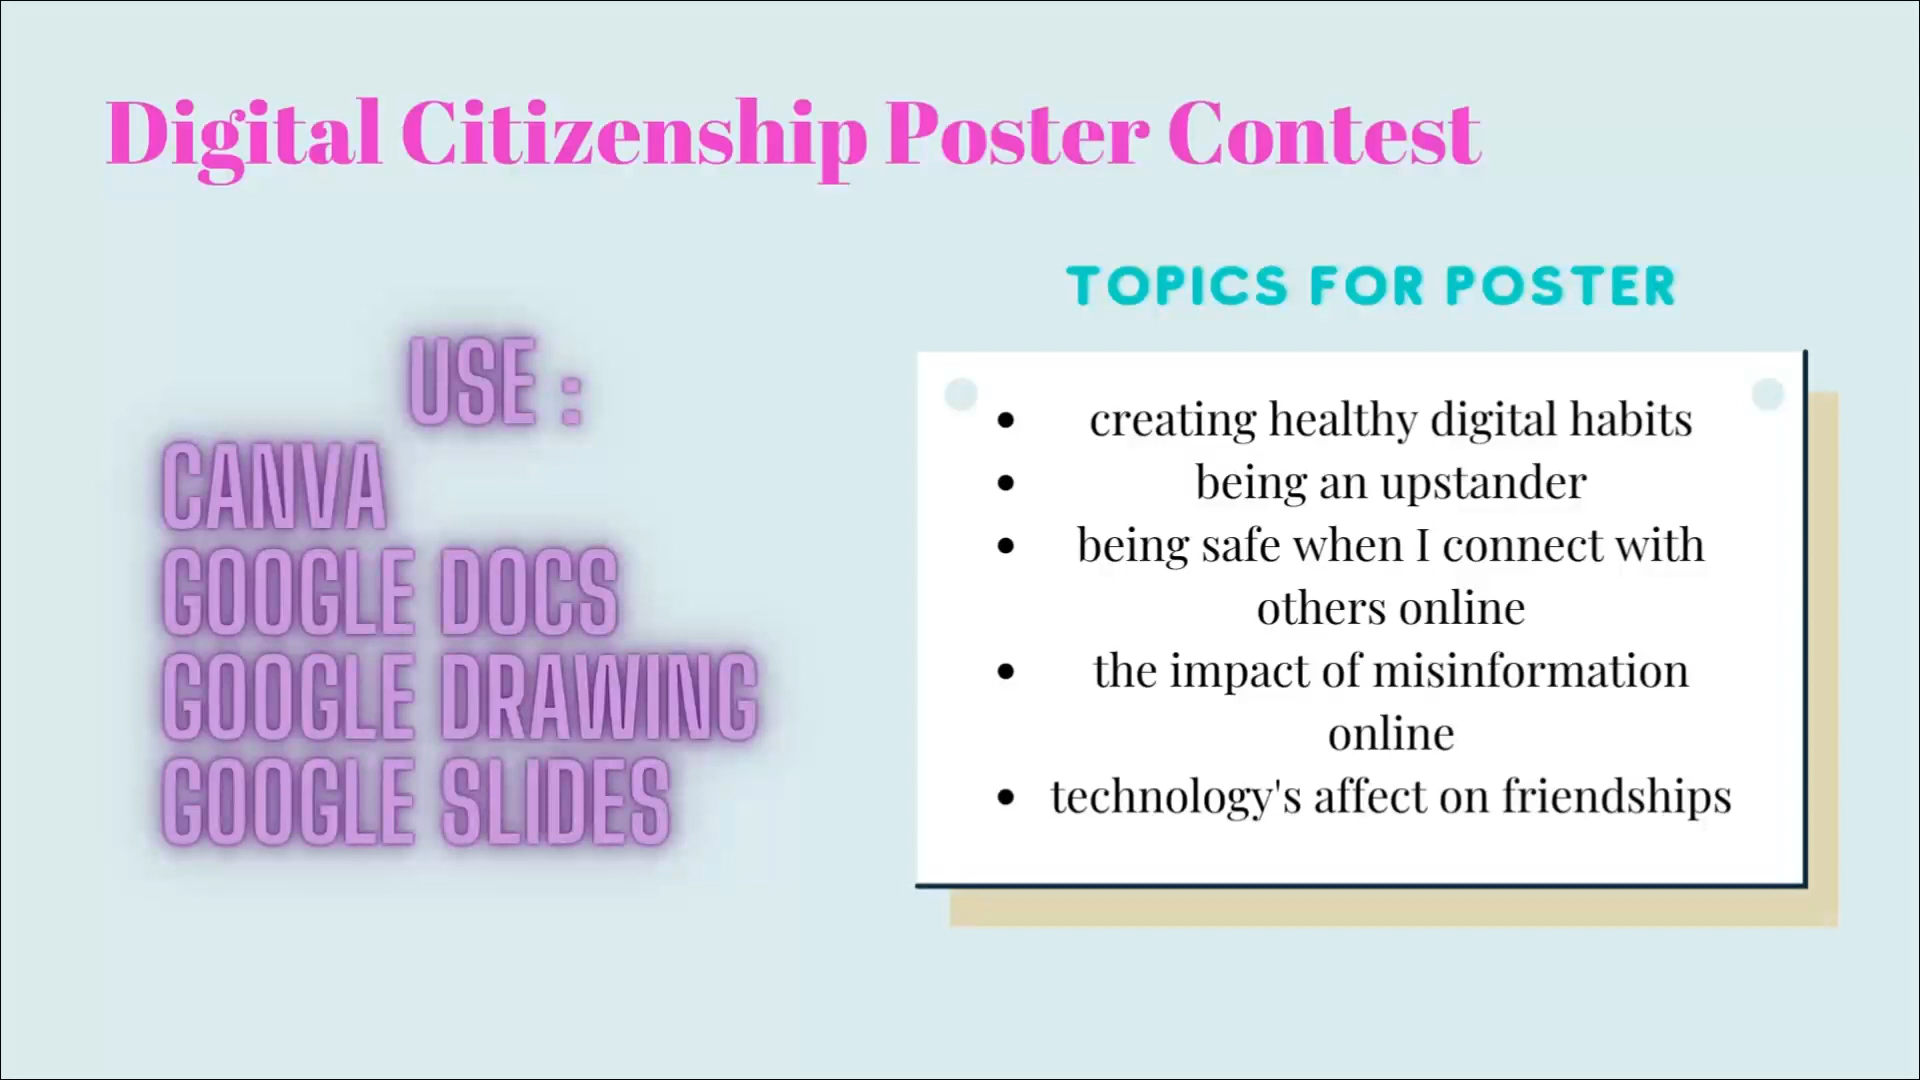 Digital Citizenship Poster Contest
USE :
CANVA
GOOGLE DOCS
GOOGLE DRAWING
GOOGLE SLIDES
TOPICS FOR POSTER
• creating healthy digital habits
• being an upstander
• being safe when I connect with
others online
• the impact of misinformation
online
• technology's affect on friendships